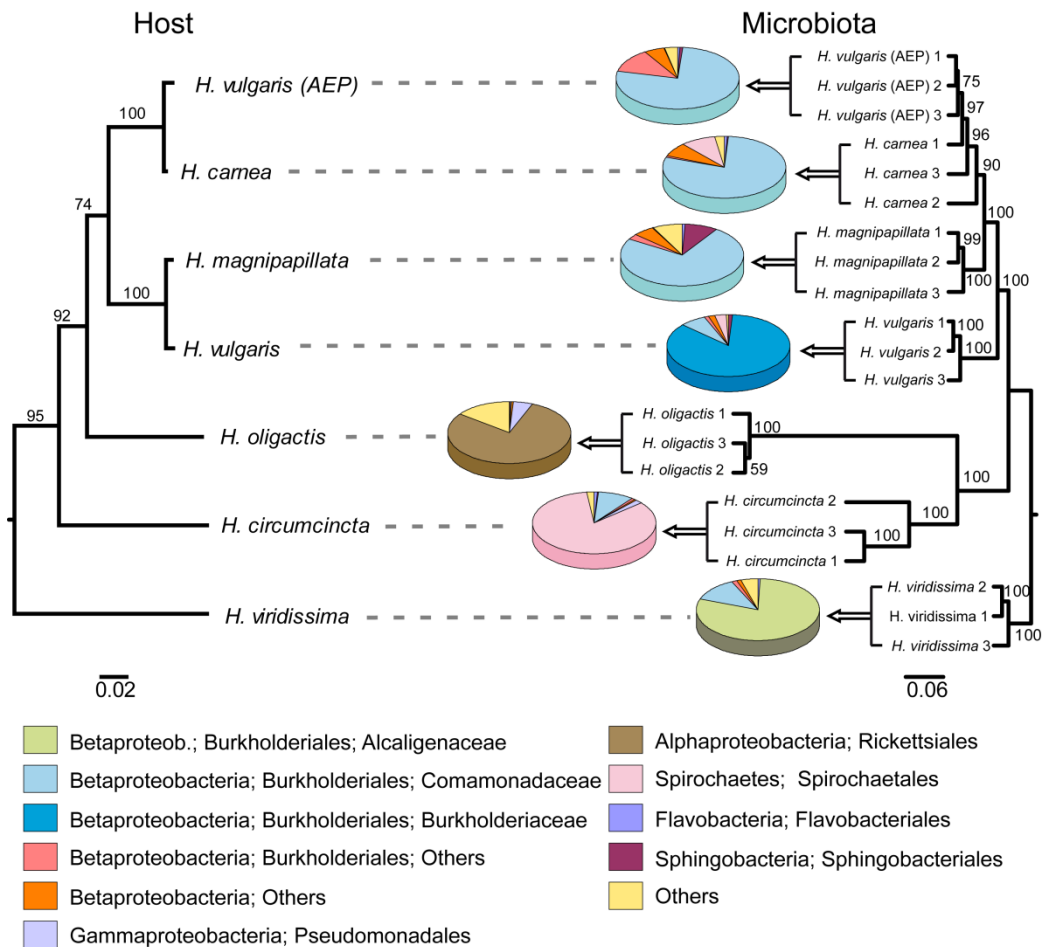 Host
Microbiota
H. vulgaris (AEP)
H. carnea
H. magnipapillata
H. vulgaris
H. oligactis
H. circumcincta
H. viridissima
100
74
100
92
95
0.02
H. vulgaris (AEP) 1
H. vulgaris (AEP) 2
H. vulgaris (AEP) 3
H. carnea 1
H. carnea 3
H. carnea 2
H. magnipapillata 1
H. magnipapillata 2
H. magnipapillata 3
H. vulgaris 1
H. vulgaris 2
H. vulgaris 3
H. oligactis 1
H. oligactis 3
H. oligactis 2
H. circumcincta 2
H. circumcincta 3
H. circumcincta 1
H. viridissima 2
H. viridissima 1
H. viridissima 3
75
97
96
90
100
99
100
100
100
100
100
59
100
100
100
100
100
100
0.06
Betaproteob.; Burkholderiales; Alcaligenaceae
Betaproteobacteria; Burkholderiales; Comamonadaceae
Betaproteobacteria; Burkholderiales; Burkholderiaceae
Betaproteobacteria; Burkholderiales; Others
Betaproteobacteria; Others
Gammaproteobacteria; Pseudomonadales
Alphaproteobacteria; Rickettsiales
Spirochaetes; Spirochaetales
Flavobacteria; Flavobacteriales
Sphingobacteria; Sphingobacteriales
Others